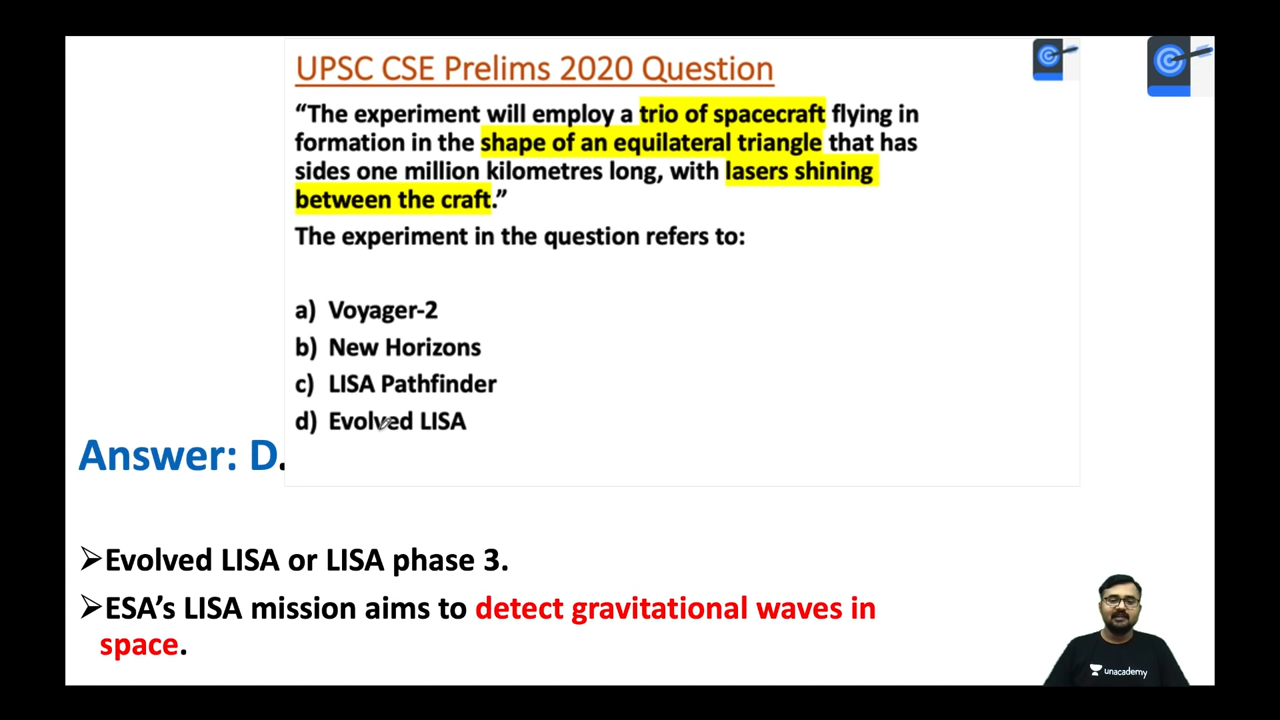 UPSC CSE Prelims 2020 Question
“The experiment will employ a trio of spacecraft flying in
formation in the shape of an equilateral triangle that has
sides one million kilometres long, with lasers shining
between the craft.”
The experiment in the question refers to:
a) Voyager-2
b) New Horizons
c) LISA Pathfinder
d) Evolved LISA
Answer: D.
➢Evolved LISA or LISA phase 3.
➢ESA’s LISA mission aims to detect gravitational waves in
space.
unacademy